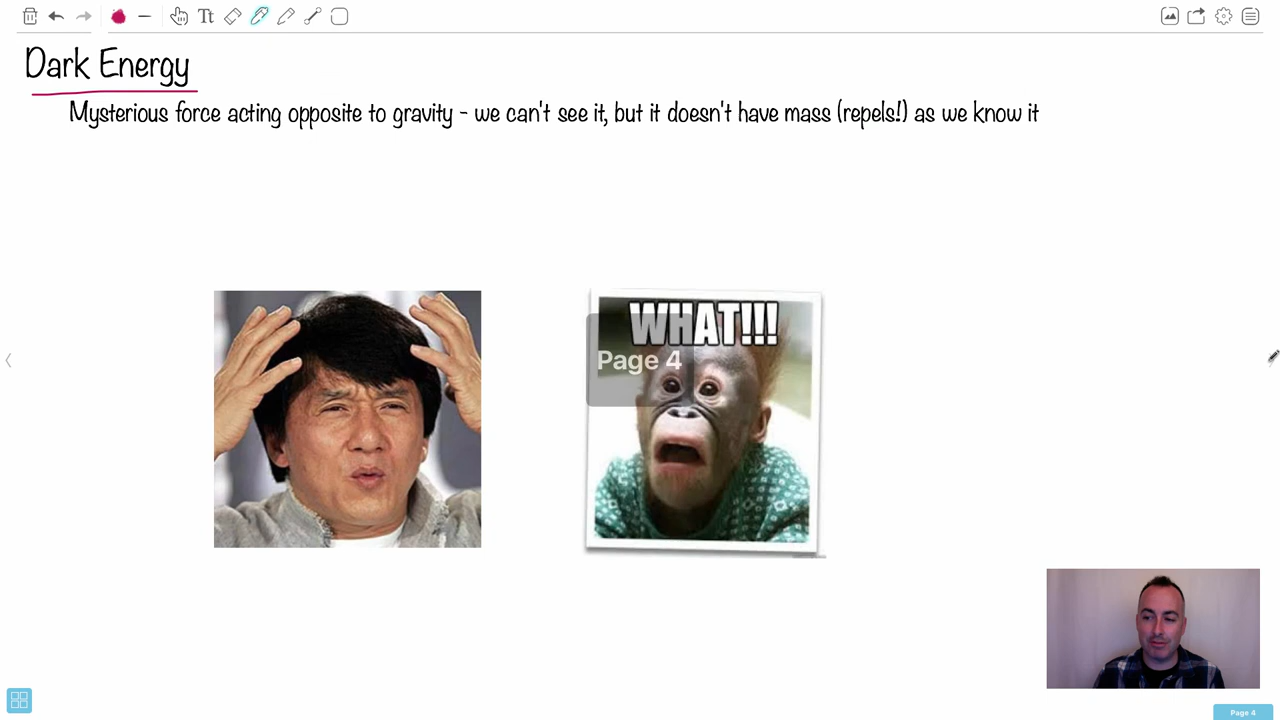 Tt
Dark Energy
Mysterious force acting opposite to gravity - we can't see it, but it doesn't have mass (repels!) as we know it
WHAT!!!
Page 4
Page 4